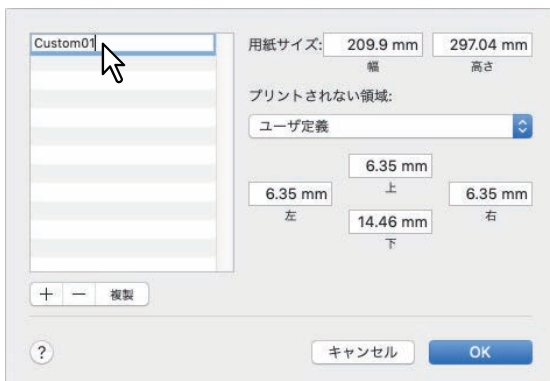 Custom01
用紙サイズ: 209.9 mm 297.04 mm
幅 高さ
プリントされない領域:
ユーザ定義
6.35 mm
上
6.35 mm 6.35 mm
左 右
14.46 mm
下
+ − 複製
? キャンセル OK